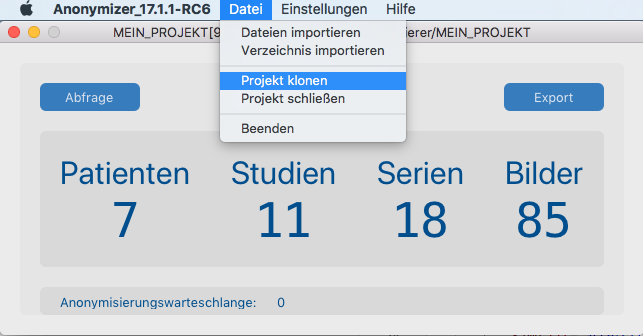 Anonymizer_17.1.1-RC6 Datei Einstellungen Hilfe
MEIN_PROJEKT[9
ierer/MEIN_PROJEKT
Dateien importieren
Verzeichnis importieren
Projekt klonen
Projekt schließen
Beenden
Abfrage Export
Patienten Studien Serien Bilder
7 11 18 85
Anonymisierungswarteschlange: 0